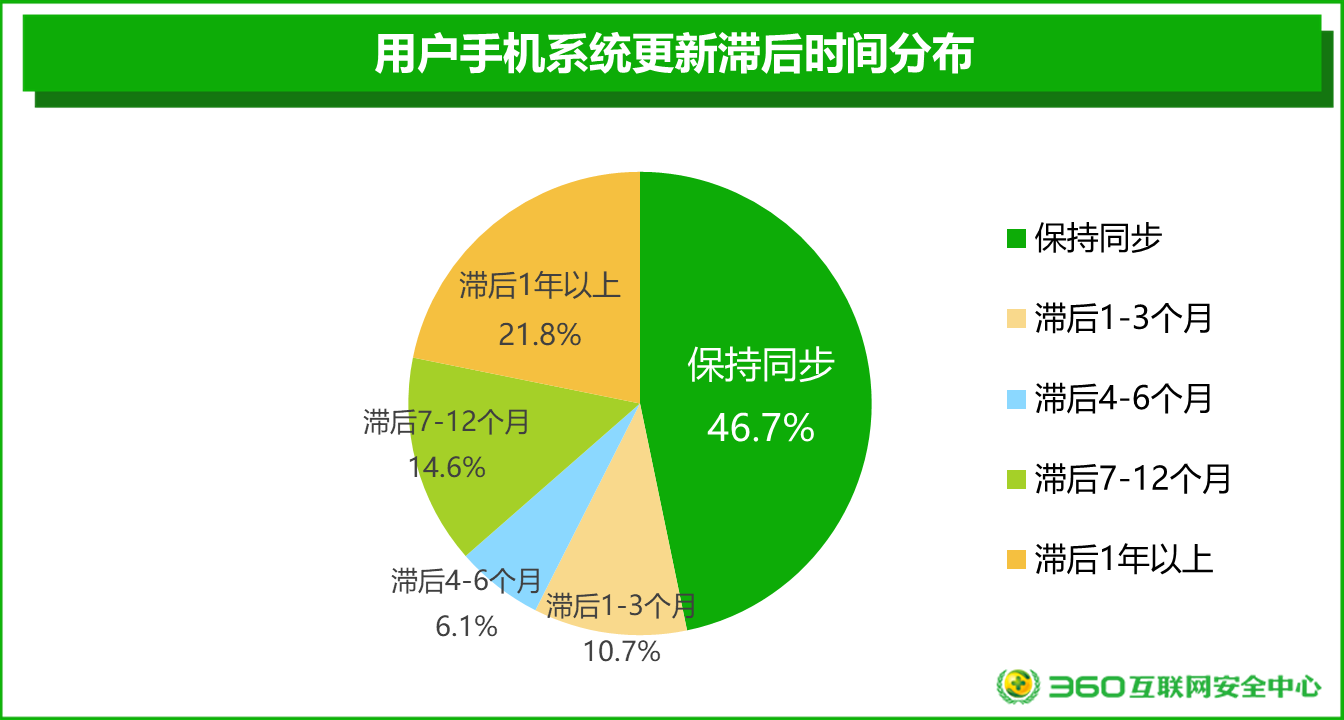 用户手机系统更新滞后时间分布
滞后1年以上
21.8%
保持同步
46.7%
滞后7-12个月
14.6%
滞后4-6个月
6.1%
滞后1-3个月
10.7%
保持同步
滞后1-3个月
滞后4-6个月
滞后7-12个月
滞后1年以上
360互联网安全中心